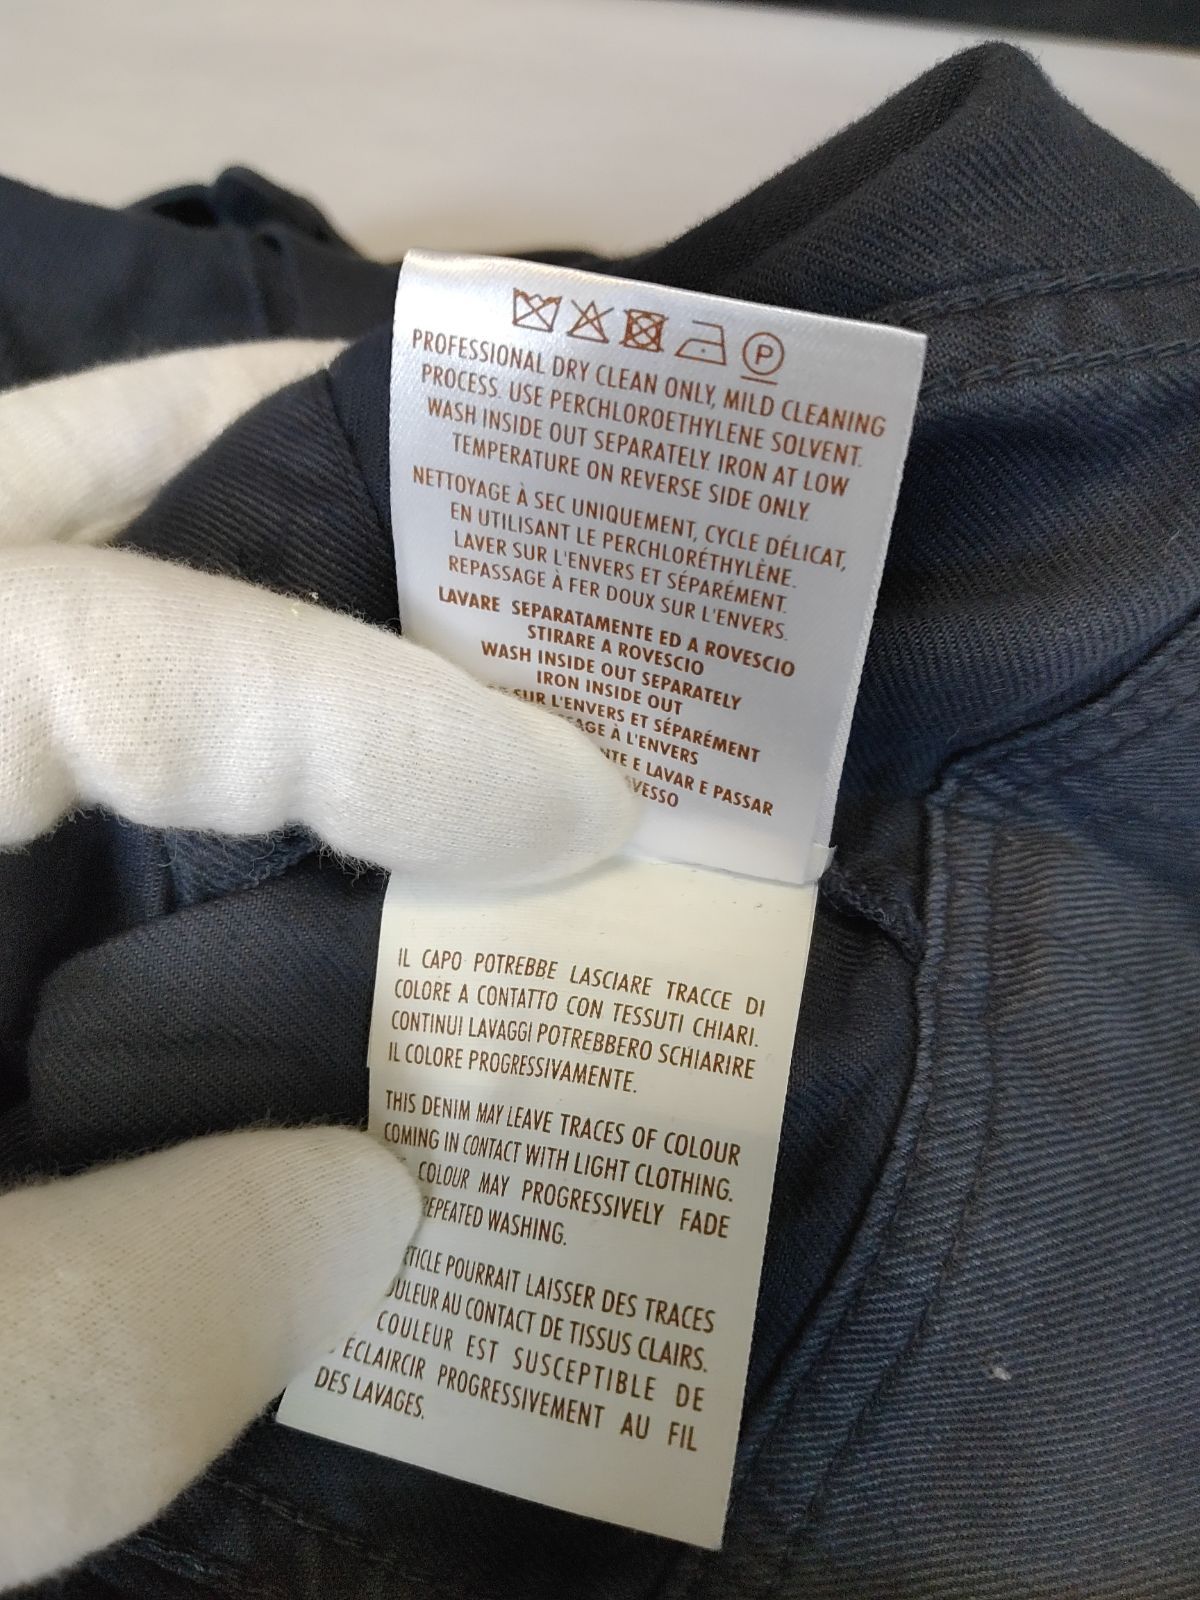 P
PROFESSIONAL DRY CLEAN ONLY, MILD CLEANING
PROCESS. USE PERCHLOROETHYLENE SOLVENT.
WASH INSIDE OUT SEPARATELY. IRON AT LOW
TEMPERATURE ON REVERSE SIDE ONLY.
NETTOYAGE À SEC UNIQUEMENT, CYCLE DÉLICAT,
EN UTILISANT LE PERCHLORÉTHYLÈNE.
LAVER SUR L'ENVERS ET SÉPARÉMENT.
REPASSAGE À FER DOUX SUR L'ENVERS.
LAVARE SEPARATAMENTE ED A ROVESCIO
STIRARE A ROVESCIO
WASH INSIDE OUT SEPARATELY
IRON INSIDE OUT
SUR L'ENVERS ET SÉPARÉMENT
À L'ENVERS
E LAVAR E PASSAR
IL CAPO POTREBBE LASCIARE TRACCE DI
COLORE A CONTATTO CON TESSUTI CHIARI.
CONTINUI LAVAGGI POTREBBERO SCHIARIRE
IL COLORE PROGRESSIVAMENTE.
THIS DENIM MAY LEAVE TRACES OF COLOUR
COMING IN CONTACT WITH LIGHT CLOTHING.
COLOUR MAY PROGRESSIVELY FADE
REPEATED WASHING.
POURRAIT LAISSER DES TRACES
AU CONTACT DE TISSUS CLAIRS.
COULEUR EST SUSCEPTIBLE DE
ÉCLAIRCIR PROGRESSIVEMENT AU FIL
DES LAVAGES.